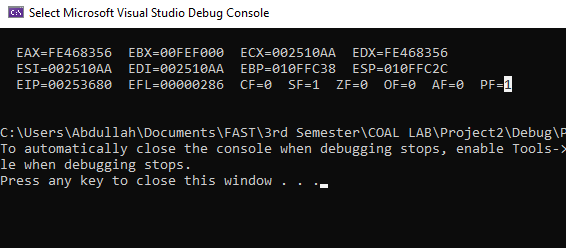 C:\ Select Microsoft Visual Studio Debug Console
EAX=FE468356 EBX=00FEF000 ECX=002510AA EDX=FE468356
ESI=002510AA EDI=002510AA EBP=010FFC38 ESP=010FFC2C
EIP=00253680 EFL=00000286 CF=0 SF=1 ZF=0 OF=0 AF=0 PF=1
C:\Users\Abdullah\Documents\FAST\3rd Semester\COAL LAB\Project2\Debug\P
To automatically close the console when debugging stops, enable Tools->
le when debugging stops.
Press any key to close this window . . .